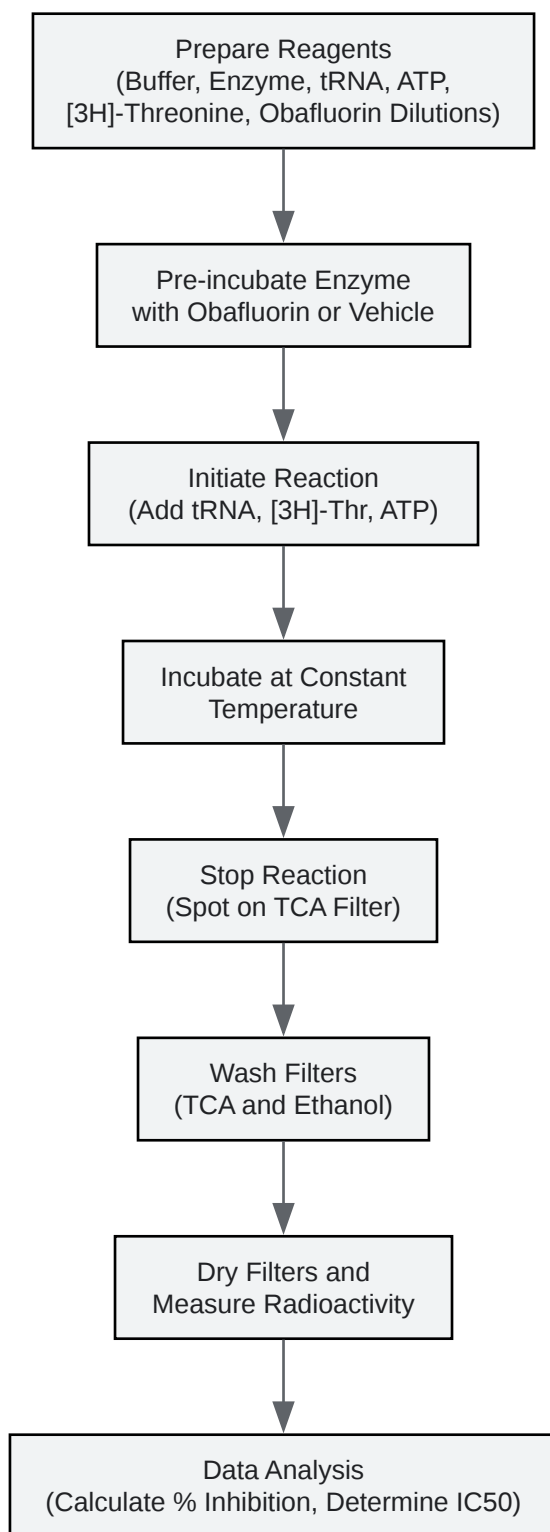 Prepare Reagents
(Buffer, Enzyme, tRNA, ATP,
[3H]-Threonine, Obafluorin Dilutions)
Pre-incubate Enzyme
with Obafluorin or Vehicle
Initiate Reaction
(Add tRNA, [3H]-Thr, ATP)
Incubate at Constant
Temperature
Stop Reaction
(Spot on TCA Filter)
Wash Filters
(TCA and Ethanol)
Dry Filters and
Measure Radioactivity
Data Analysis
(Calculate % Inhibition, Determine IC50)